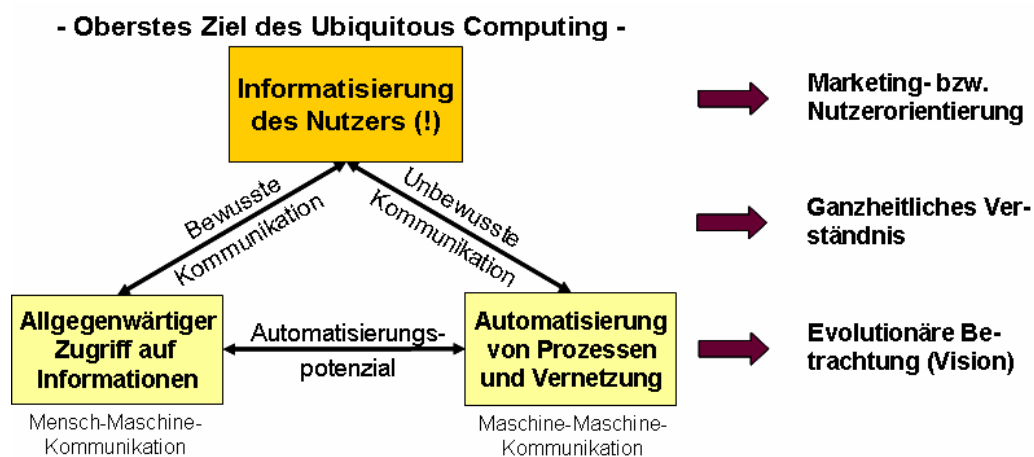 - Oberstes Ziel des Ubiquitous Computing -
Informatisierung
des Nutzers (!)
Bewusste
Kommunikation
Unbewusste
Kommunikation
Allgegenwärtiger
Zugriff auf
Informationen
Automatisierungs-
potenzial
Automatisierung
von Prozessen
und Vernetzung
Mensch-Maschine-
Kommunikation
Maschine-Maschine-
Kommunikation
Marketing- bzw.
Nutzerorientierung
Ganzheitliches Ver-
ständnis
Evolutionäre Be-
trachtung (Vision)